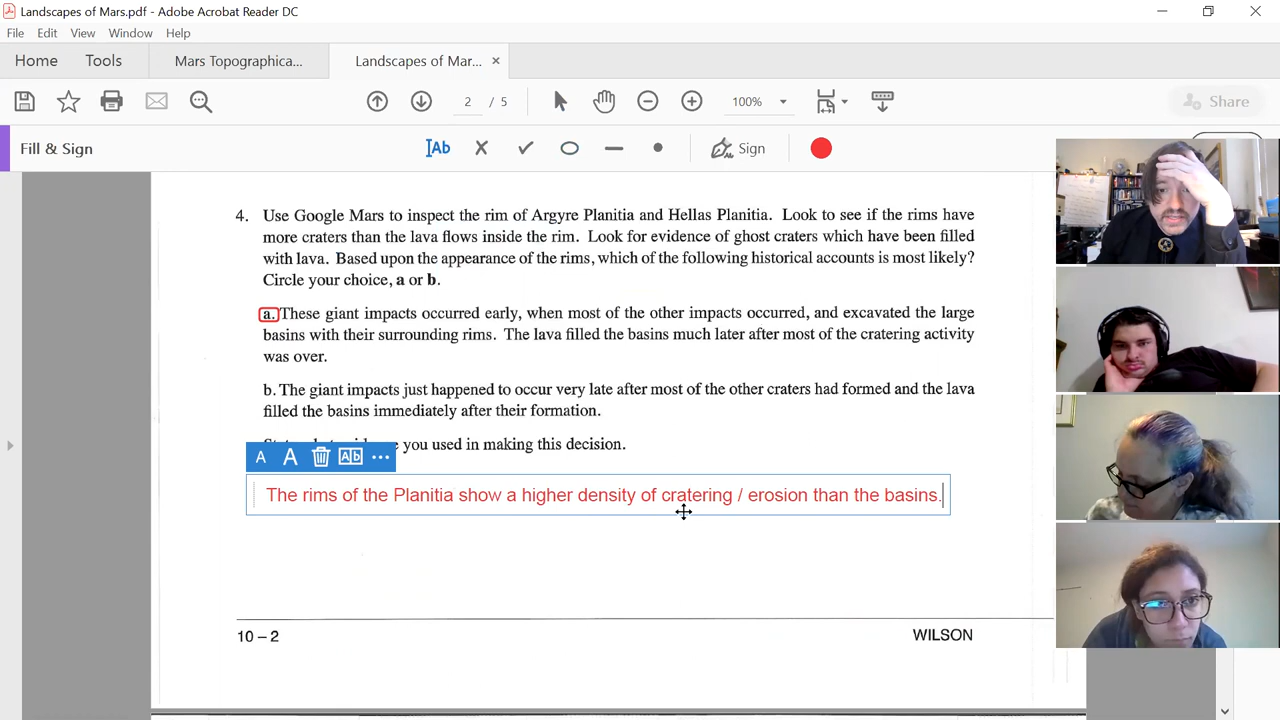 Landscapes of Mars.pdf - Adobe Acrobat Reader DC
File Edit View Window Help
Home Tools Mars Topographica... Landscapes of Mar... ×
2 / 5 100% Share
Fill & Sign Ab Sign
4. Use Google Mars to inspect the rim of Argyre Planitia and Hellas Planitia. Look to see if the rims have
more craters than the lava flows inside the rim. Look for evidence of ghost craters which have been filled
with lava. Based upon the appearance of the rims, which of the following historical accounts is most likely?
Circle your choice, a or b.
a. These giant impacts occurred early, when most of the other impacts occurred, and excavated the large
basins with their surrounding rims. The lava filled the basins much later after most of the cratering activity
was over.
b. The giant impacts just happened to occur very late after most of the other craters had formed and the lava
filled the basins immediately after their formation.
you used in making this decision.
A A Ab ...
The rims of the Planitia show a higher density of cratering / erosion than the basins.
10 – 2 WILSON